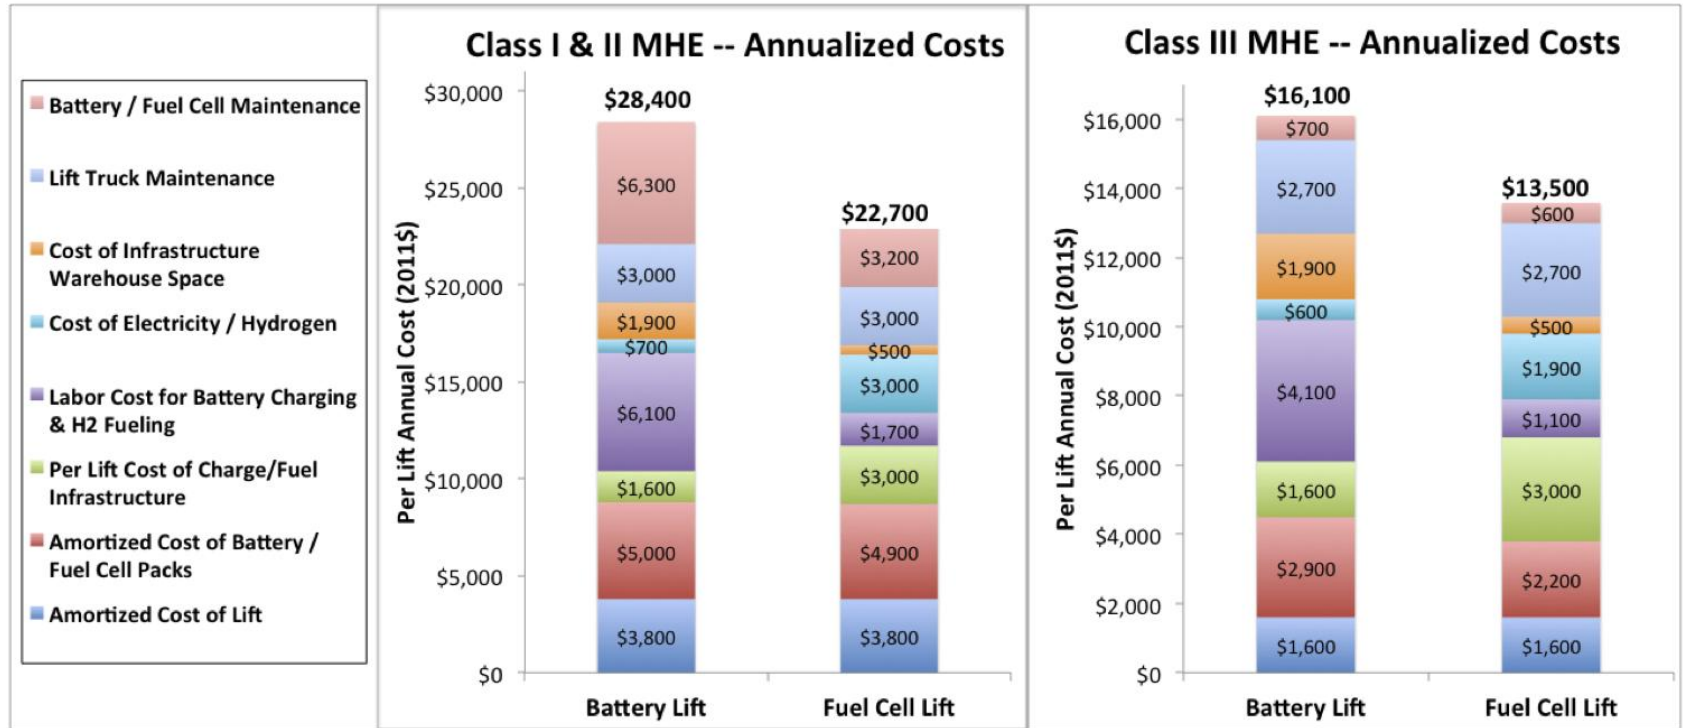 Battery / Fuel Cell Maintenance
Lift Truck Maintenance
Cost of Infrastructure
Warehouse Space
Cost of Electricity / Hydrogen
Labor Cost for Battery Charging
& H2 Fueling
Per Lift Cost of Charge/Fuel
Infrastructure
Amortized Cost of Battery /
Fuel Cell Packs
Amortized Cost of Lift
Class I & II MHE -- Annualized Costs
Per Lift Annual Cost (2011$)
$30,000
$25,000
$20,000
$15,000
$10,000
$5,000
$0
$28,400
$6,300
$3,000
$1,900
$700
$6,100
$1,600
$5,000
$3,800
Battery Lift
$22,700
$3,200
$3,000
$500
$3,000
$1,700
$3,000
$4,900
$3,800
Fuel Cell Lift
Class III MHE -- Annualized Costs
Per Lift Annual Cost (2011$)
$16,000
$14,000
$12,000
$10,000
$8,000
$6,000
$4,000
$2,000
$0
$16,100
$700
$2,700
$1,900
$600
$4,100
$1,600
$2,900
$1,600
Battery Lift
$13,500
$600
$2,700
$500
$1,900
$1,100
$3,000
$2,200
$1,600
Fuel Cell Lift